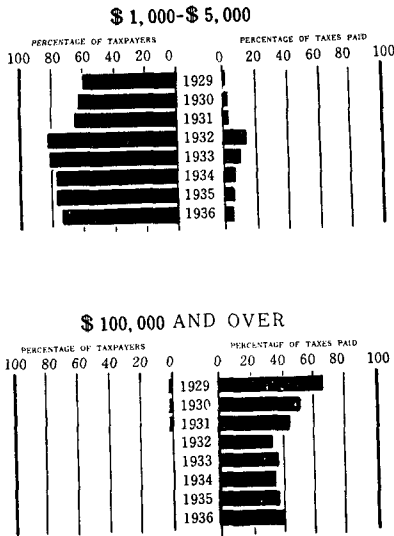 $ 1,000-$ 5,000
PERCENTAGE OF TAXPAYERS PERCENTAGE OF TAXES PAID
100 80 60 40 20 0 0 20 40 60 80 100
1929
1930
1931
1932
1933
1934
1935
1936
$ 100,000 AND OVER
PERCENTAGE OF TAXPAYERS PERCENTAGE OF TAXES PAID
100 80 60 40 20 0 0 20 40 60 80 100
1929
1930
1931
1932
1933
1934
1935
1936